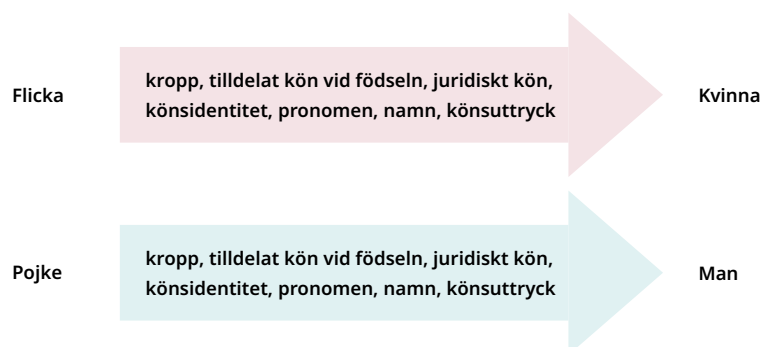 Flicka
kropp, tilldelat kön vid födseln, juridiskt kön,
könsidentitet, pronomen, namn, könsuttryck
Kvinna
Pojke
kropp, tilldelat kön vid födseln, juridiskt kön,
könsidentitet, pronomen, namn, könsuttryck
Man